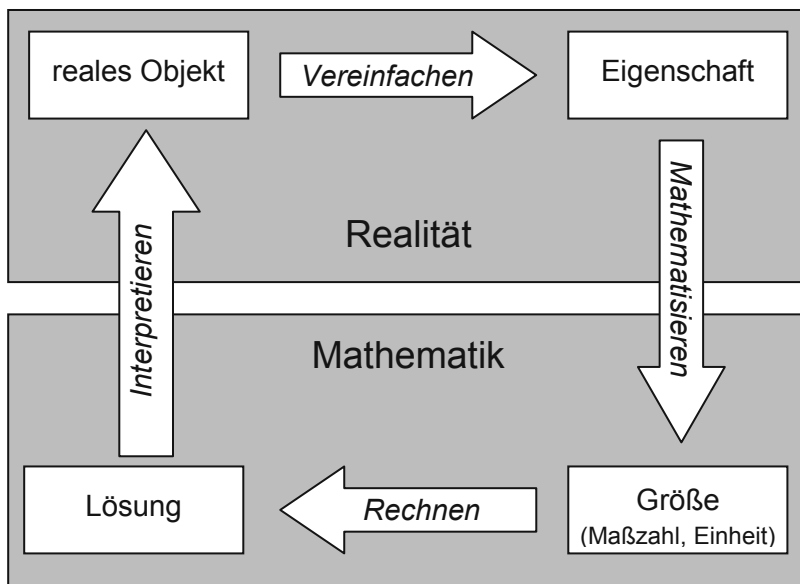 reales Objekt
Vereinfachen
Eigenschaft
Mathematisieren
Realität
Interpretieren
Mathematik
Lösung
Rechnen
Größe
(Maßzahl, Einheit)